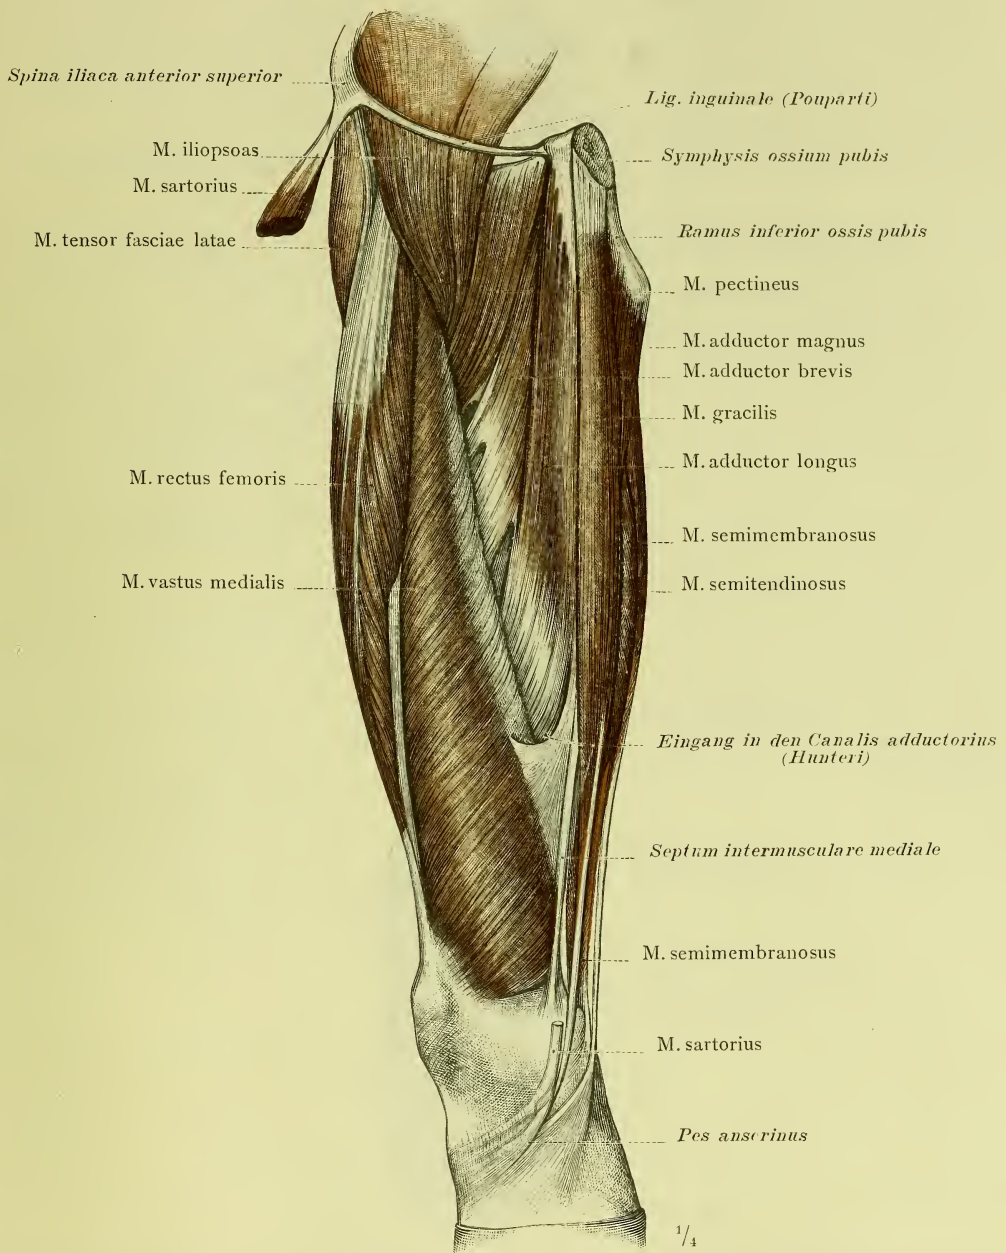 Spina iliaca anterior superior
Lig. inguinale (Pouparti)
M. iliopsoas
Symphysis ossium pubis
M. sartorius
Ramus inferior ossis pubis
M. tensor fasciae latae
M. pectineus
M. adductor magnus
M. adductor brevis
M. gracilis
M. adductor longus
M. rectus femoris
M. semimembranosus
M. vastus medialis
M. semitendinosus
Eingang in den Canalis adductorius
(Hunteri)
Septum intermusculare mediale
M. semimembranosus
M. sartorius
Pes anserinus
1/4